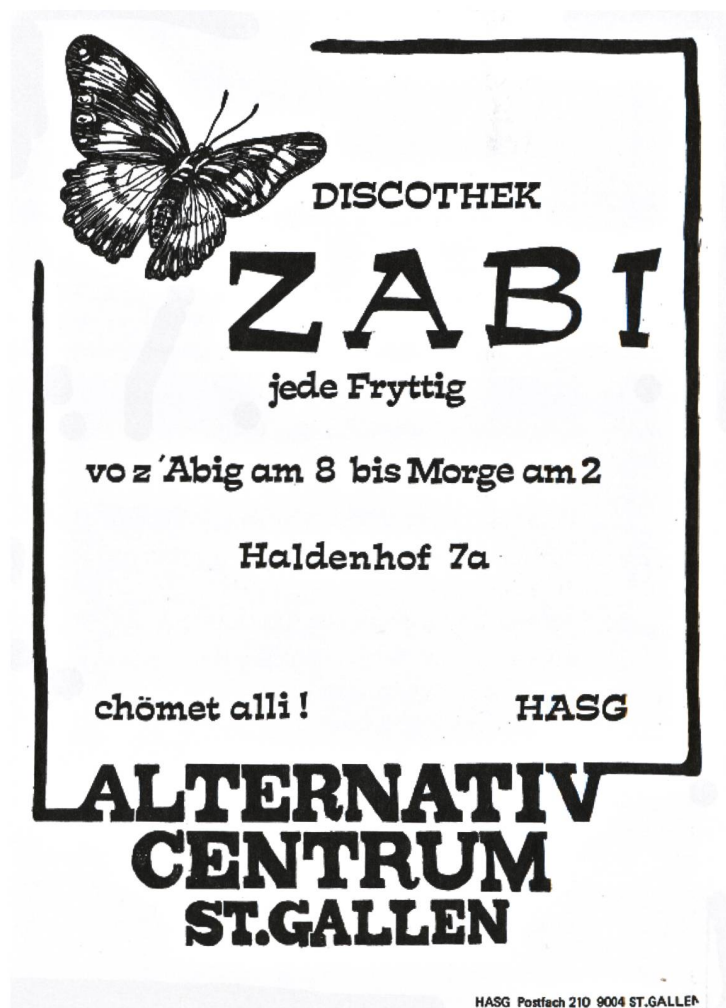 DISCOTHEK
ZABI
jede Fryttig
vo z'Abig am 8 bis Morge am 2
Haldenhof 7a
chömet alli! HASG
ALTERNATIV
CENTRUM
ST.GALLEN
HASG Postfach 210 9004 ST.GALLEN